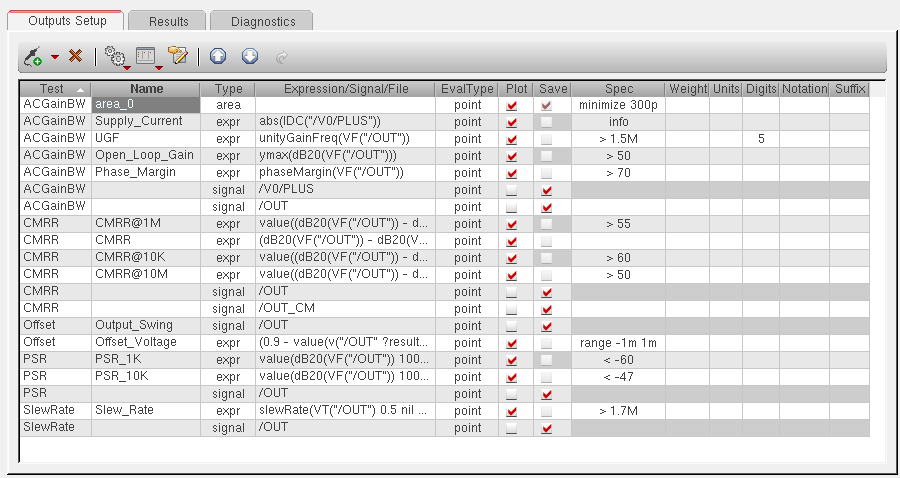 Outputs Setup Results Diagnostics
Test Name Type Expression/Signal/File EvalType Plot Save Spec Weight Units Digits Notation Suffix
ACGainBW area_0 area point minimize 300p
ACGainBW Supply_Current expr abs(IDC("/V0/PLUS")) point info
ACGainBW UGF expr unityGainFreq(VF("/OUT")) point > 1.5M 5
ACGainBW Open_Loop_Gain expr ymax(dB20(VF("/OUT"))) point > 50
ACGainBW Phase_Margin expr phaseMargin(VF("/OUT")) point > 70
ACGainBW signal /V0/PLUS point
ACGainBW signal /OUT point
CMRR CMRR@1M expr value((dB20(VF("/OUT")) - d... point > 55
CMRR CMRR expr (dB20(VF("/OUT")) - dB20(V... point
CMRR CMRR@10K expr value((dB20(VF("/OUT")) - d... point > 60
CMRR CMRR@10M expr value((dB20(VF("/OUT")) - d... point > 50
CMRR signal /OUT point
CMRR signal /OUT_CM point
Offset Output_Swing signal /OUT point
Offset Offset_Voltage expr (0.9 - value(v("/OUT" ?result... point range -1m 1m
PSR PSR_1K expr value(dB20(VF("/OUT")) 100... point < -60
PSR PSR_10K expr value(dB20(VF("/OUT")) 100... point < -47
PSR signal /OUT point
SlewRate Slew_Rate expr slewRate(VT("/OUT") 0.5 nil ... point > 1.7M
SlewRate signal /OUT point